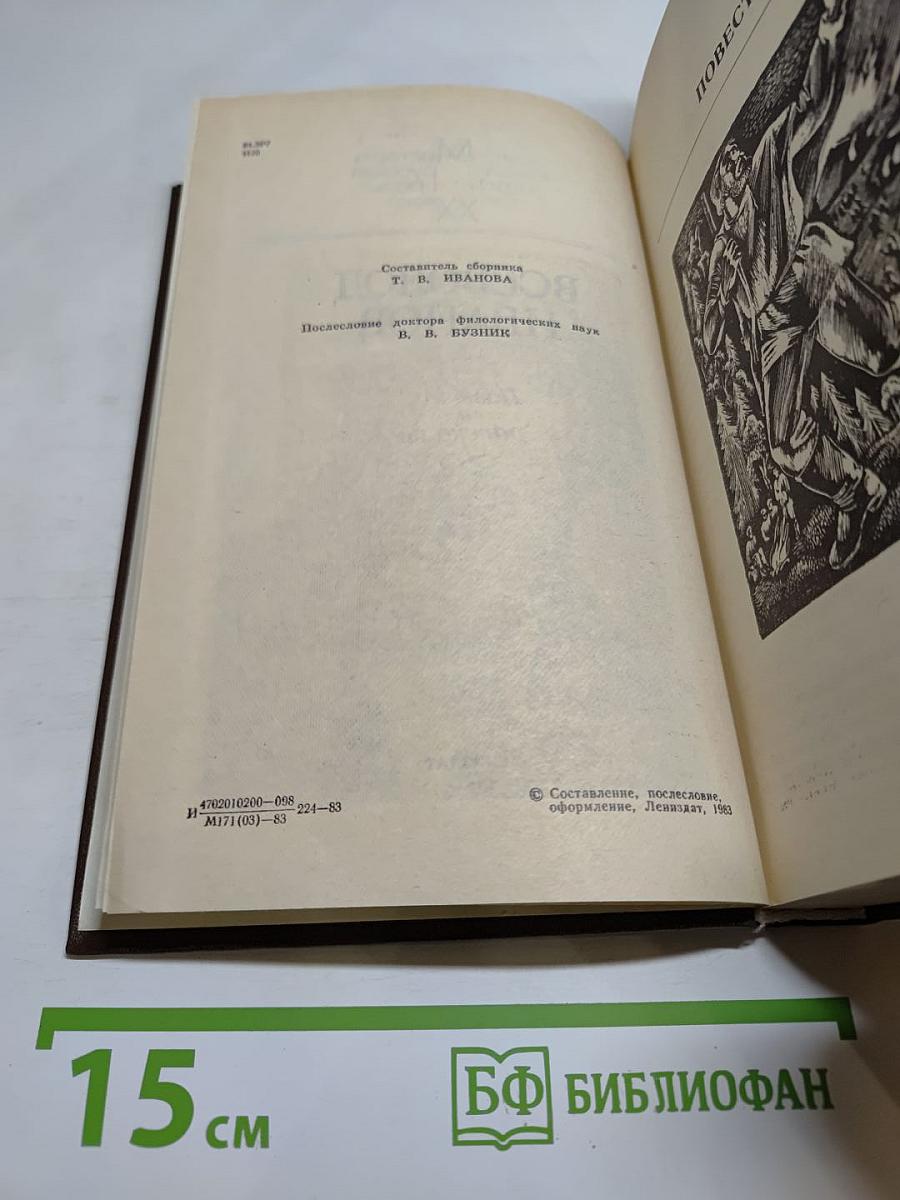 Составитель сборника
Т. В. ИВАНОВА
Послесловие доктора филологических наук
В. В. БУЗНИК
И 4702010200—098 224—83
М171(03)—83
© Составление, послесловие,
оформление, Лениздат, 1983
ПОВЕСТ
15 см
БФ БИБЛИОФАН